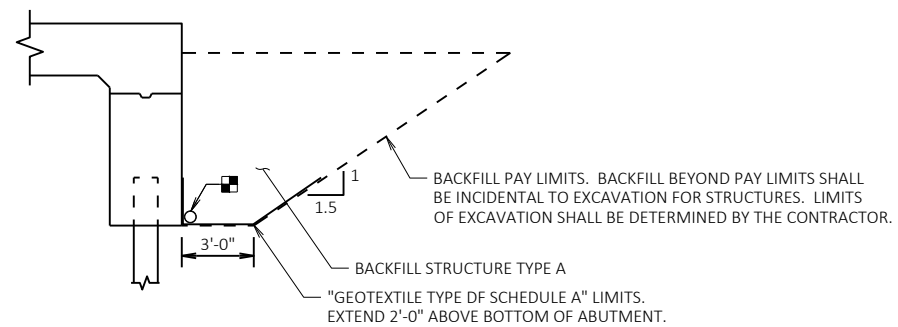 1
1.5
BACKFILL PAY LIMITS. BACKFILL BEYOND PAY LIMITS SHALL
BE INCIDENTAL TO EXCAVATION FOR STRUCTURES. LIMITS
OF EXCAVATION SHALL BE DETERMINED BY THE CONTRACTOR.
3'-0"
BACKFILL STRUCTURE TYPE A
"GEOTEXTILE TYPE DF SCHEDULE A" LIMITS.
EXTEND 2'-0" ABOVE BOTTOM OF ABUTMENT.